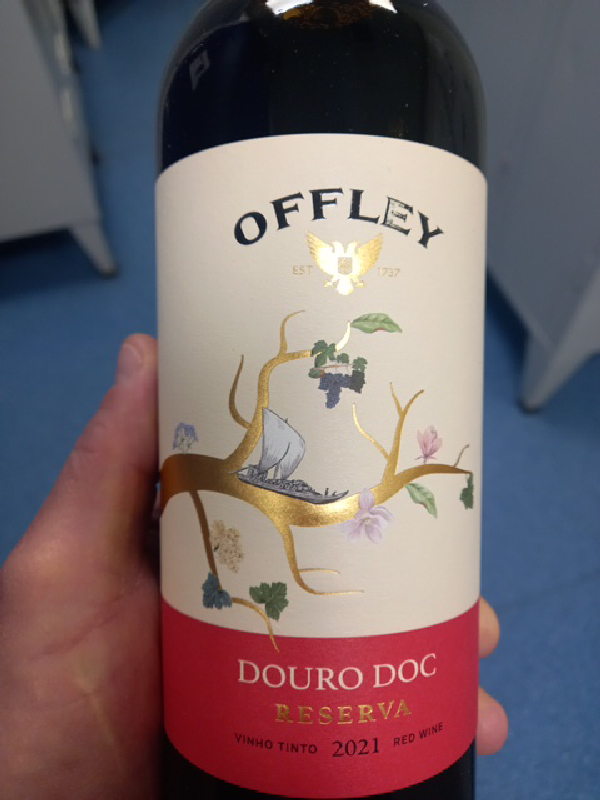 OFFLEY
EST 1737
DOURO DOC
RESERVA
VINHO TINTO 2021 RED WINE